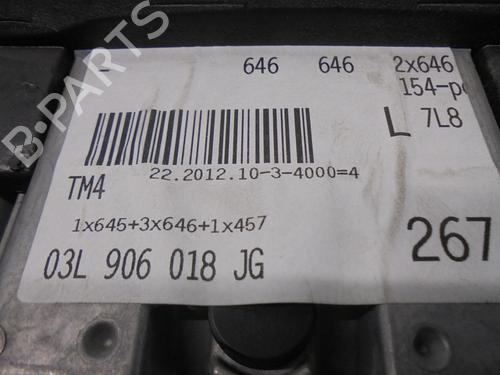 - 646 646 2x646
154-p
L 7L8
22.2012.10-3-4000=4
TM4
1x645+3x646+1x457
03L 906 018 JG 267
B-PARTS